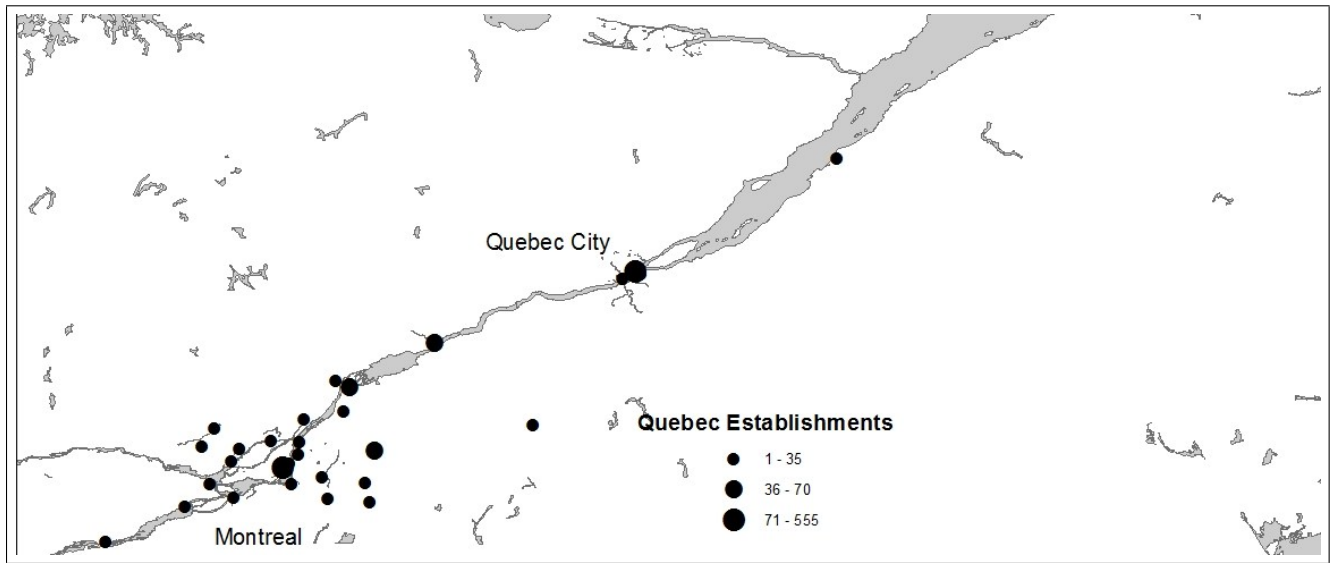 Quebec City
Quebec Establishments
1 - 35
36 - 70
71 - 555
Montreal